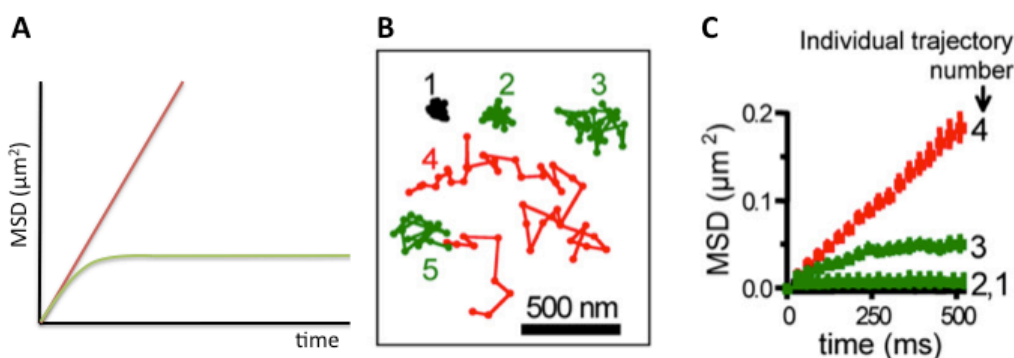 A
MSD (µm²)
time
B
1
2
3
4
5
500 nm
C
Individual trajectory
number
MSD (µm²)
0.2
0.1
0.0
4
3
2,1
0
250
500
time (ms)